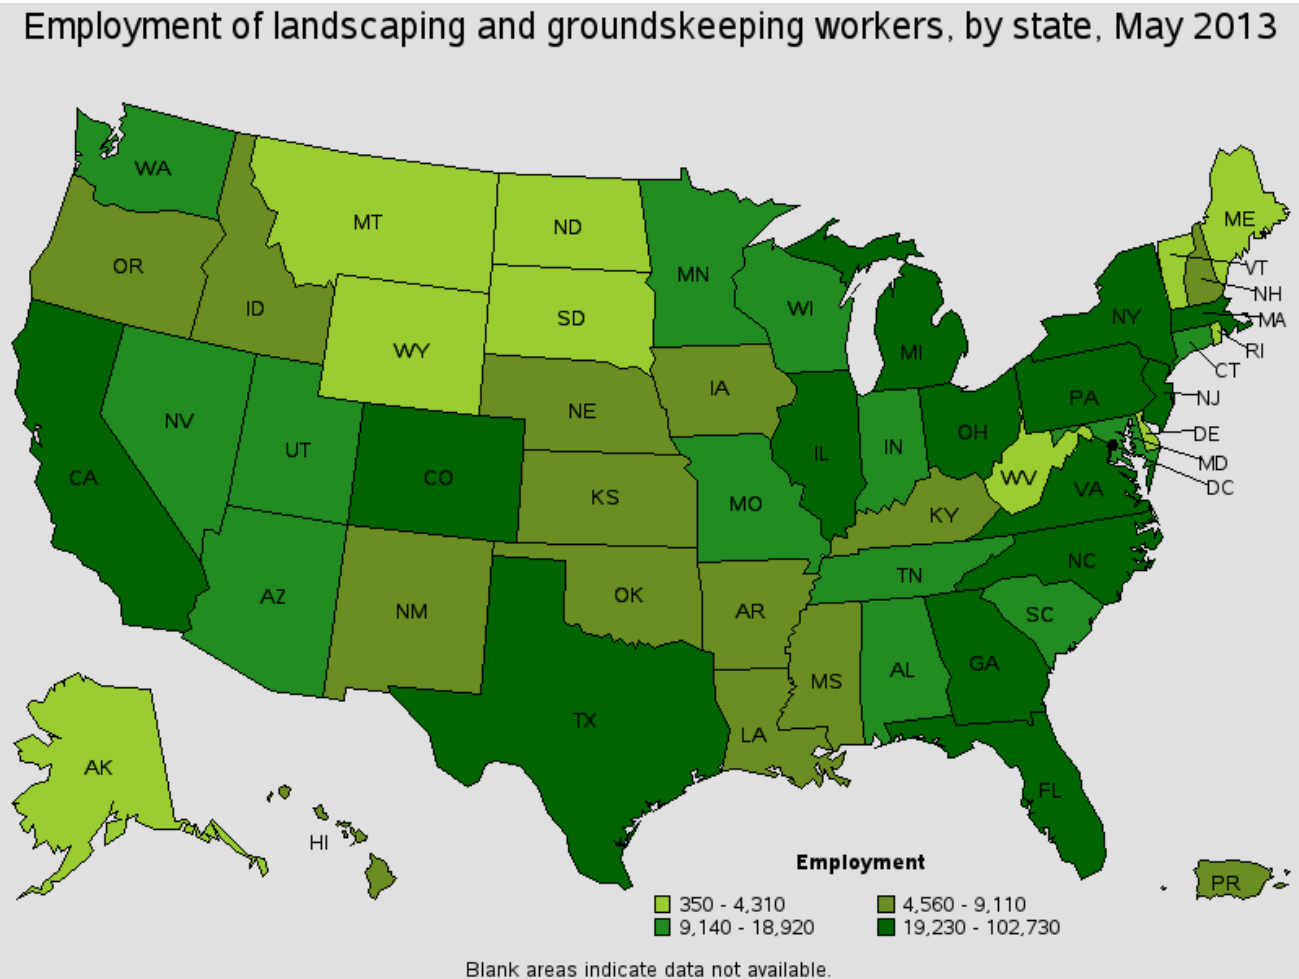 Employment of landscaping and groundskeeping workers, by state, May 2013
WA
MT
ND
ME
OR
MN
VT
ID
SD
WI
NH
NY
MA
WY
MI
RI
CT
IA
PA
NJ
NE
NV
OH
DE
UT
IL
IN
MD
CA
CO
WV
DC
VA
KS
MO
KY
NC
TN
AZ
OK
NM
AR
SC
GA
MS
AL
TX
LA
AK
FL
HI
PR
Employment
350 - 4,310 4,560 - 9,110
9,140 - 18,920 19,230 - 102,730
Blank areas indicate data not available.